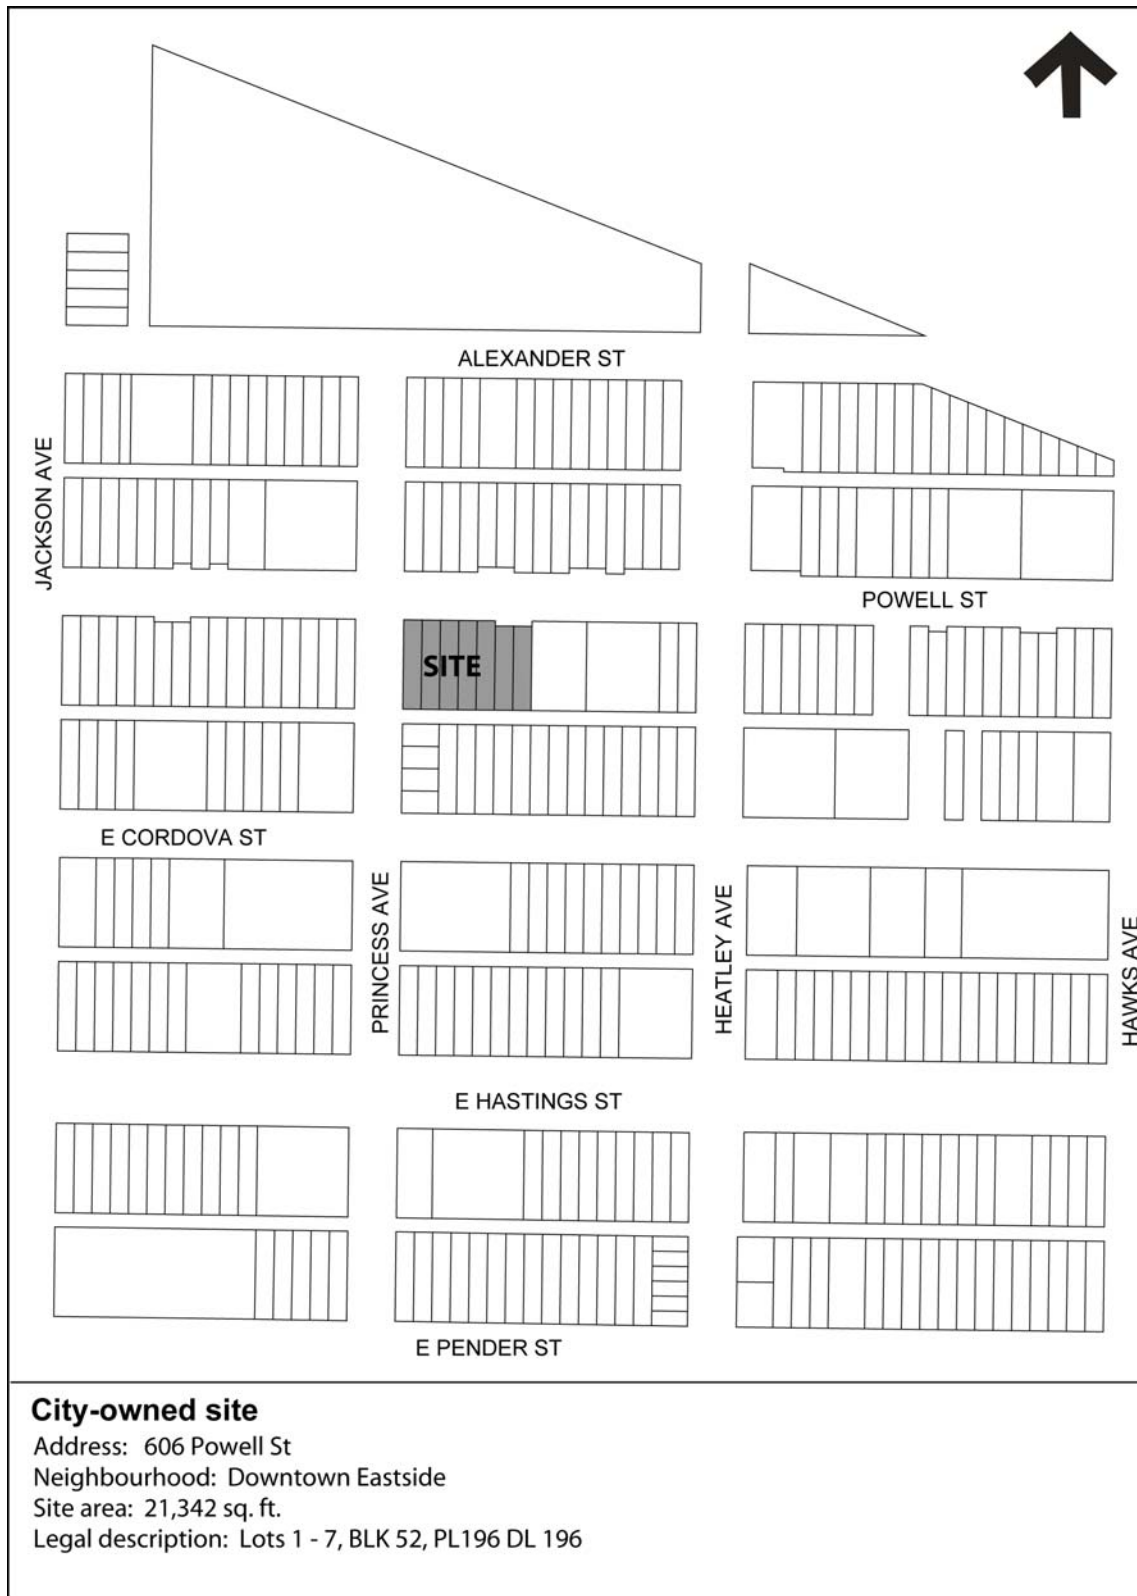 ALEXANDER ST
JACKSON AVE
POWELL ST
SITE
E CORDOVA ST
PRINCESS AVE
HEATLEY AVE
HAWKS AVE
E HASTINGS ST
E PENDER ST
City-owned site
Address: 606 Powell St
Neighbourhood: Downtown Eastside
Site area: 21,342 sq. ft.
Legal description: Lots 1 - 7, BLK 52, PL196 DL 196